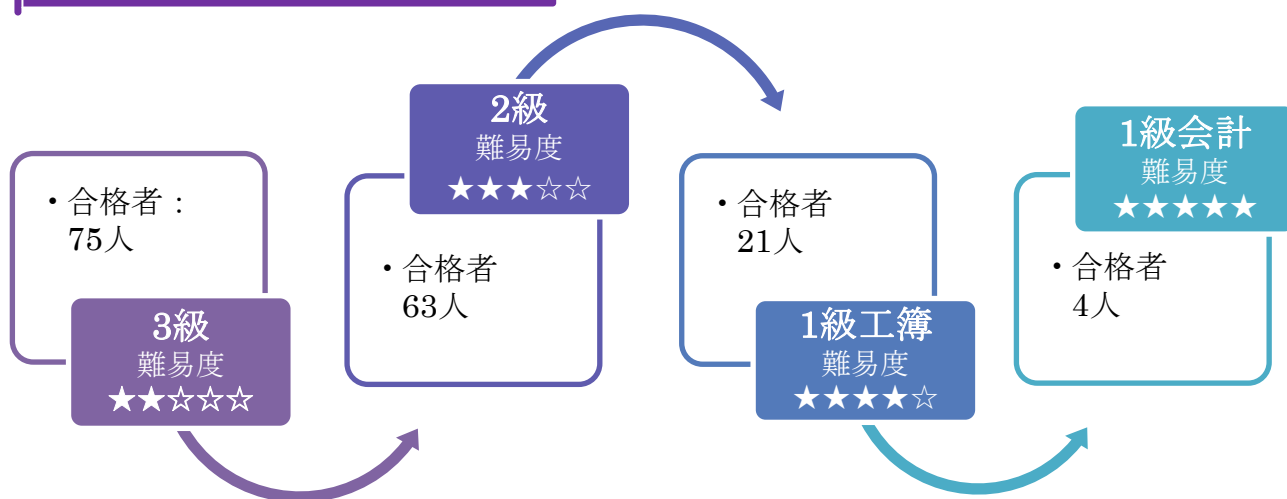 ・合格者：
75人
3級
難易度
★★☆☆☆
2級
難易度
★★★☆☆
・合格者
63人
・合格者
21人
1級工簿
難易度
★★★★☆
1級会計
難易度
★★★★★
・合格者
4人